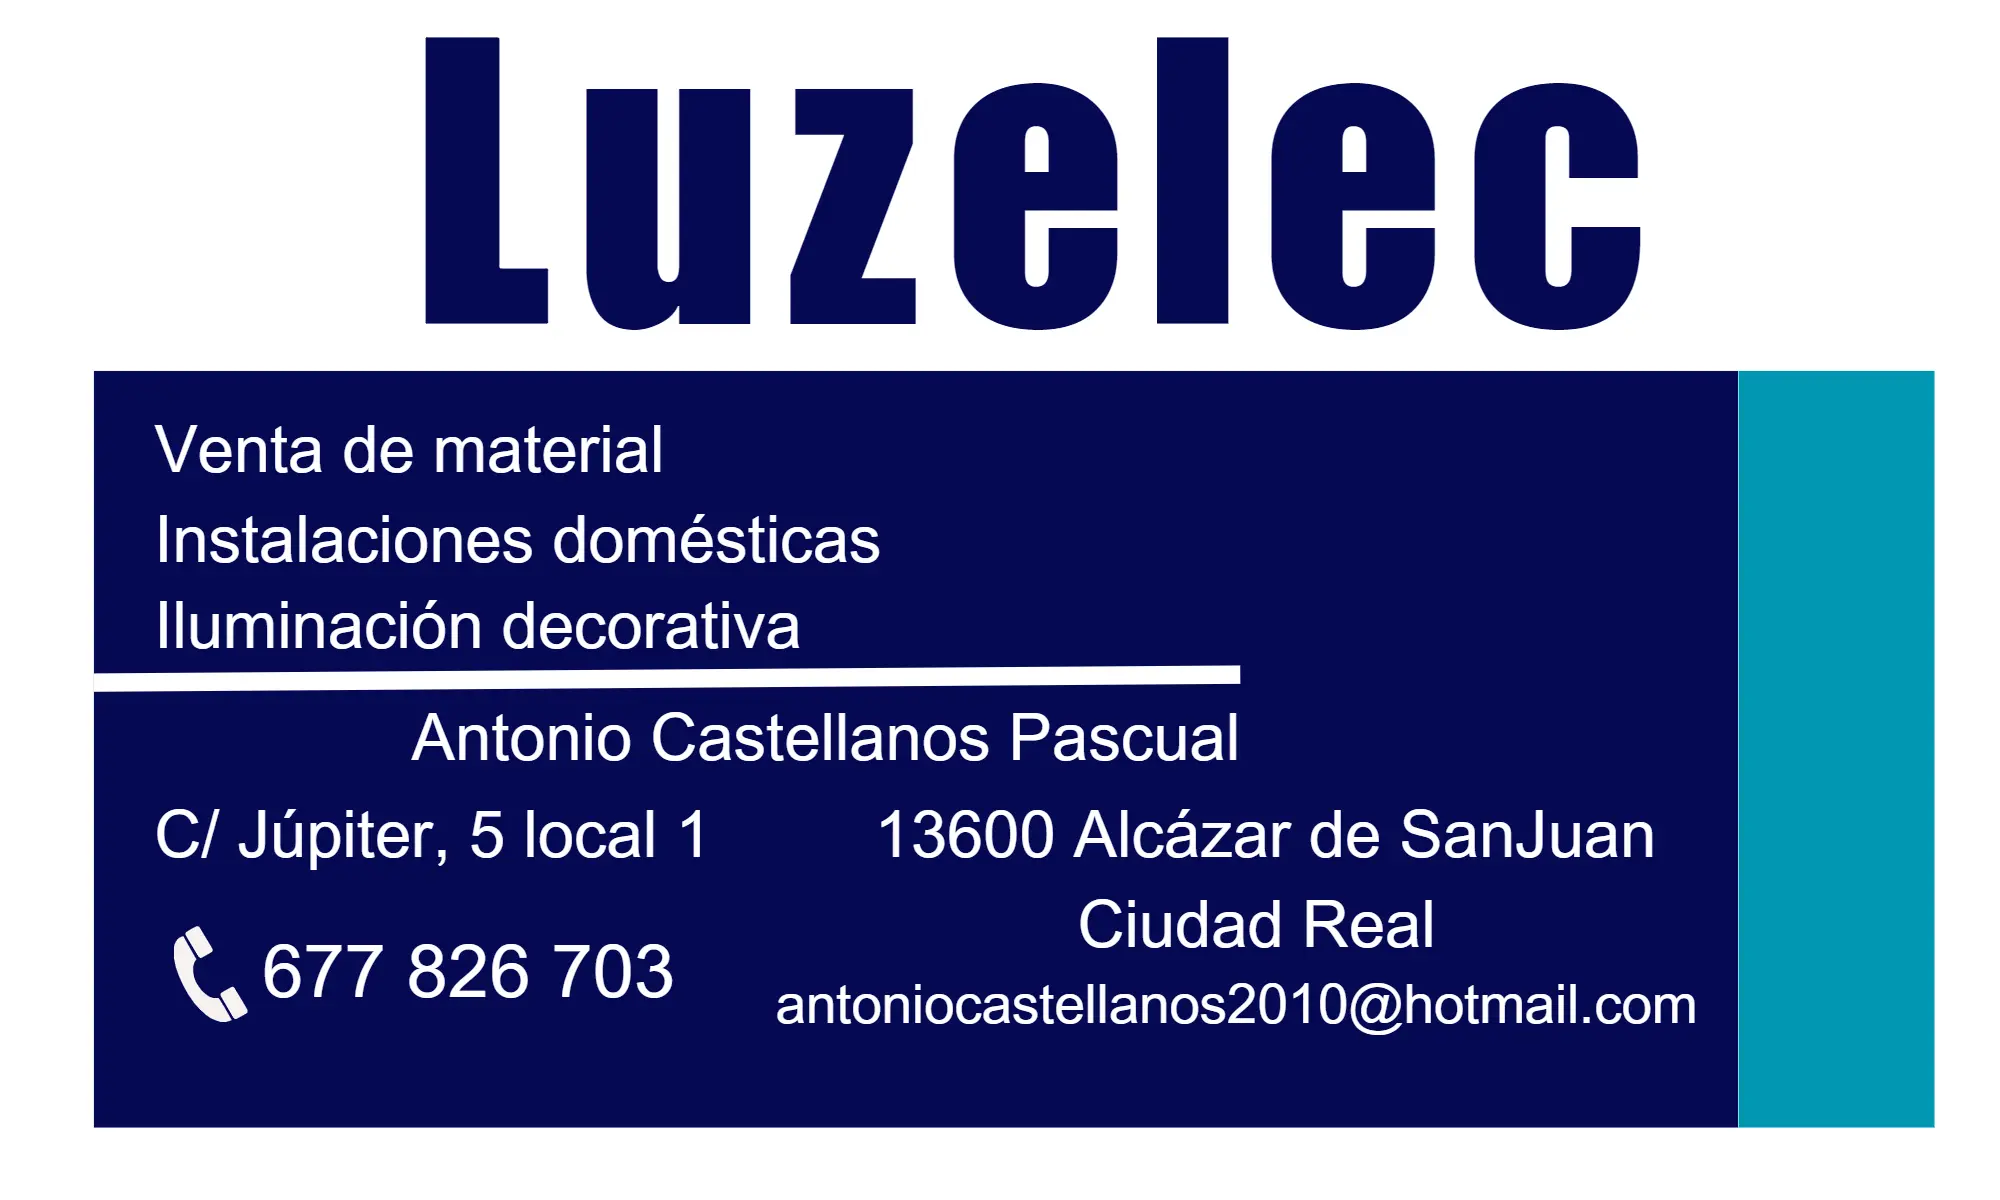 Luzelec
Venta de material
Instalaciones domésticas
Iluminación decorativa
Antonio Castellanos Pascual
C/ Júpiter, 5 local 1
13600 Alcázar de SanJuan
Ciudad Real
677 826 703
antoniocastellanos2010@hotmail.com